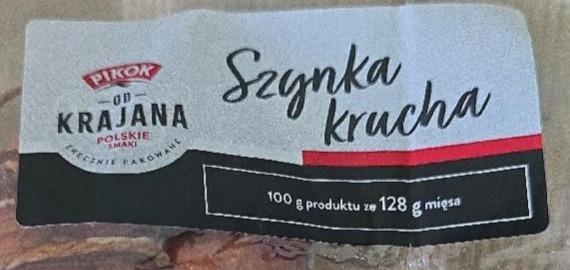 PIKOK
OD
KRAJANA
POLSKIE
SMAKI
ZRĘCZNIE PAKOWANE
Szynka
krucha
100 g produktu ze 128 g mięsa